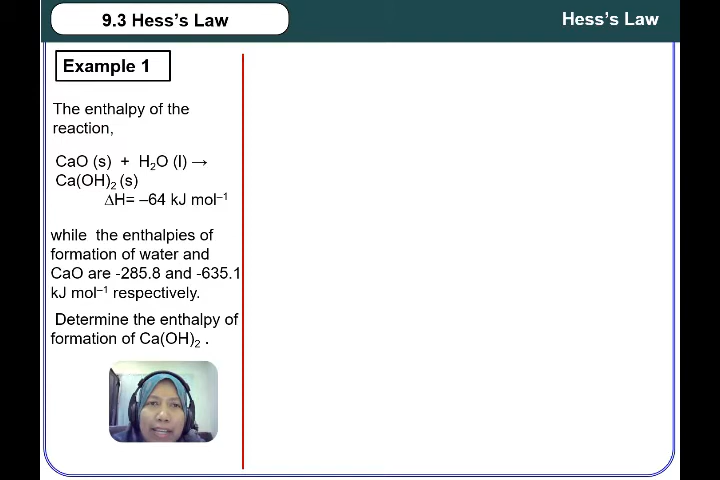 9.3 Hess's Law
Hess's Law
Example 1
The enthalpy of the
reaction,
CaO (s) + H₂O (l) →
Ca(OH)₂ (s)
∆H= –64 kJ mol⁻¹
while the enthalpies of
formation of water and
CaO are -285.8 and -635.1
kJ mol⁻¹ respectively.
Determine the enthalpy of
formation of Ca(OH)₂ .